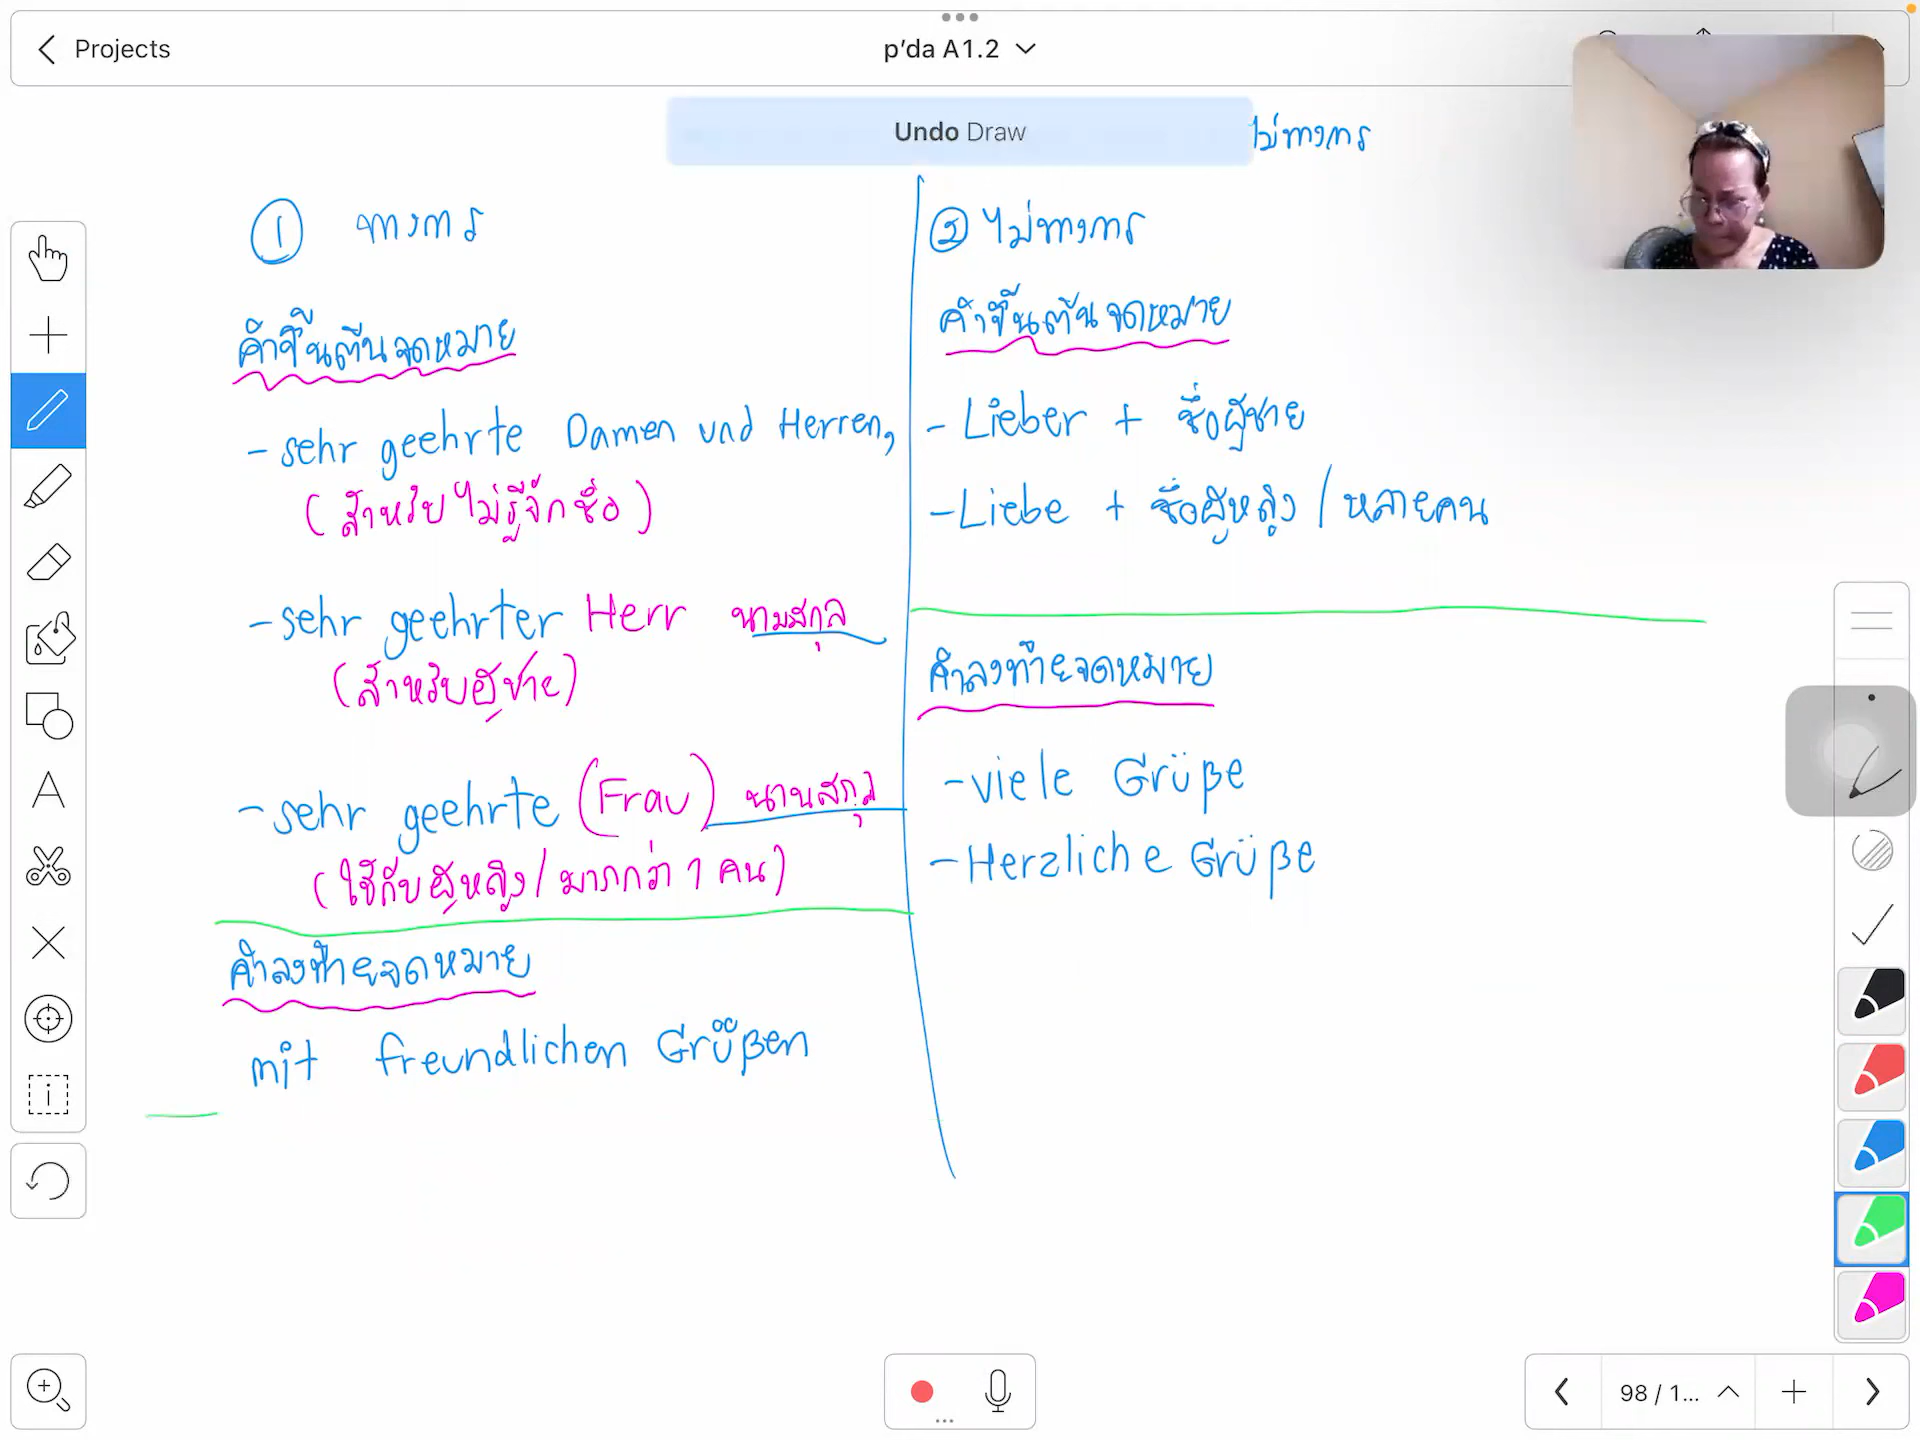 Projects
p'da A1.2
Undo Draw
ไม่ทางการ
① ทางการ
คำขึ้นต้นจดหมาย
- sehr geehrte Damen und Herren,
(สำหรับไม่รู้จักชื่อ)
- sehr geehrter Herr นามสกุล
(สำหรับผู้ชาย)
- sehr geehrte (Frau) นามสกุล
(ใช้กับผู้หญิง/มากกว่า 1 คน)
คำลงท้ายจดหมาย
mit freundlichen Grüßen
② ไม่ทางการ
คำขึ้นต้นจดหมาย
- Lieber + ชื่อผู้ชาย
- Liebe + ชื่อผู้หญิง / หลายคน
คำลงท้ายจดหมาย
- viele Grüße
- Herzliche Grüße
98 / 1...